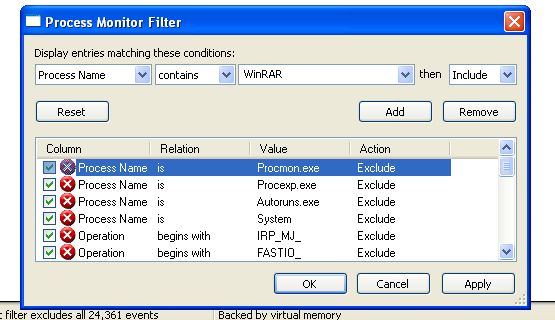 Process Monitor Filter
Display entries matching these conditions:
Process Name contains WinRAR then Include
Reset Add Remove
Column Relation Value Action
Process Name is Procmon.exe Exclude
Process Name is Procexp.exe Exclude
Process Name is Autoruns.exe Exclude
Process Name is System Exclude
Operation begins with IRP_MJ_ Exclude
Operation begins with FASTIO_ Exclude
OK Cancel Apply
filter excludes all 24,361 events Backed by virtual memory